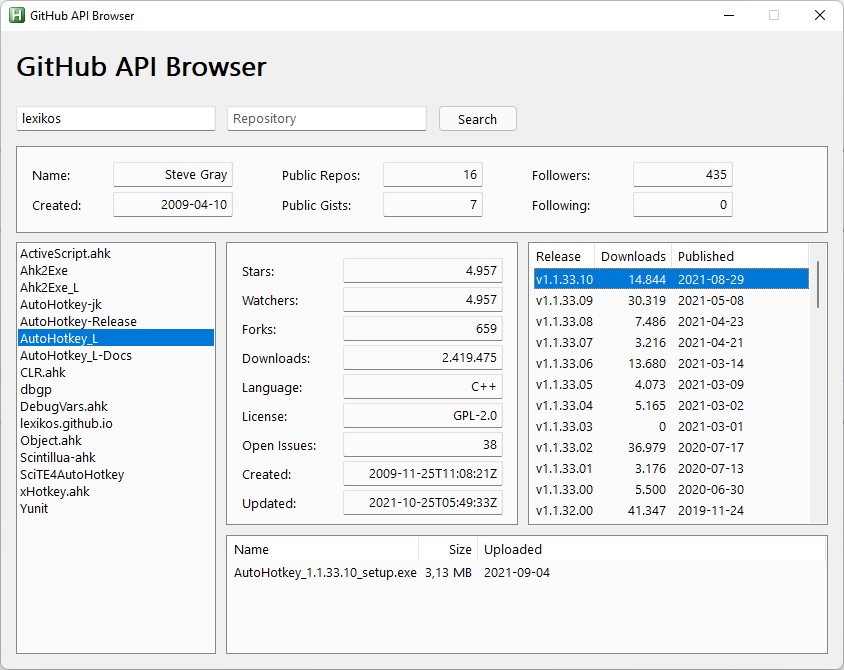 GitHub API Browser
GitHub API Browser
lexikos Repository Search
Name: Steve Gray Public Repos: 16 Followers: 435
Created: 2009-04-10 Public Gists: 7 Following: 0
ActiveScript.ahk
Ahk2Exe
Ahk2Exe_L
AutoHotkey-jk
AutoHotkey-Release
AutoHotkey_L
AutoHotkey_L-Docs
CLR.ahk
dbgp
DebugVars.ahk
lexikos.github.io
Object.ahk
Scintillua-ahk
SciTE4AutoHotkey
xHotkey.ahk
Yunit
Stars: 4.957
Watchers: 4.957
Forks: 659
Downloads: 2.419.475
Language: C++
License: GPL-2.0
Open Issues: 38
Created: 2009-11-25T11:08:21Z
Updated: 2021-10-25T05:49:33Z
Release Downloads Published
v1.1.33.10 14.844 2021-08-29
v1.1.33.09 30.319 2021-05-08
v1.1.33.08 7.486 2021-04-23
v1.1.33.07 3.216 2021-04-21
v1.1.33.06 13.680 2021-03-14
v1.1.33.05 4.073 2021-03-09
v1.1.33.04 5.165 2021-03-02
v1.1.33.03 0 2021-03-01
v1.1.33.02 36.979 2020-07-17
v1.1.33.01 3.176 2020-07-13
v1.1.33.00 5.500 2020-06-30
v1.1.32.00 41.347 2019-11-24
Name Size Uploaded
AutoHotkey_1.1.33.10_setup.exe 3,13 MB 2021-09-04